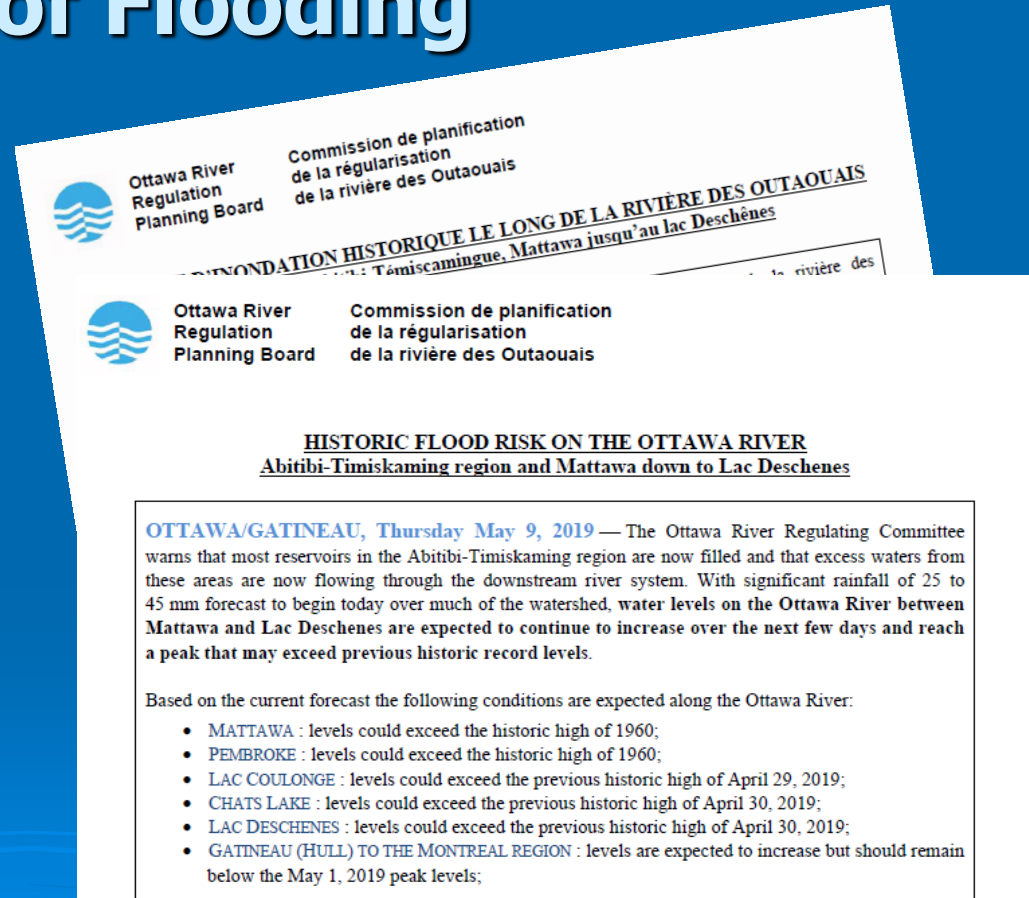 of Flooding
Ottawa River
Regulation
Planning Board
Commission de planification
de la régularisation
de la rivière des Outaouais
D'INONDATION HISTORIQUE LE LONG DE LA RIVIÈRE DES OUTAOUAIS
Témiscamingue, Mattawa jusqu'au lac Deschênes
rivière des
Ottawa River
Regulation
Planning Board
Commission de planification
de la régularisation
de la rivière des Outaouais
HISTORIC FLOOD RISK ON THE OTTAWA RIVER
Abitibi-Timiskaming region and Mattawa down to Lac Deschenes
OTTAWA/GATINEAU, Thursday May 9, 2019 — The Ottawa River Regulating Committee
warns that most reservoirs in the Abitibi-Timiskaming region are now filled and that excess waters from
these areas are now flowing through the downstream river system. With significant rainfall of 25 to
45 mm forecast to begin today over much of the watershed, water levels on the Ottawa River between
Mattawa and Lac Deschenes are expected to continue to increase over the next few days and reach
a peak that may exceed previous historic record levels.
Based on the current forecast the following conditions are expected along the Ottawa River:
• MATTAWA : levels could exceed the historic high of 1960;
• PEMBROKE : levels could exceed the historic high of 1960;
• LAC COULONGE : levels could exceed the previous historic high of April 29, 2019;
• CHATS LAKE : levels could exceed the previous historic high of April 30, 2019;
• LAC DESCHENES : levels could exceed the previous historic high of April 30, 2019;
• GATINEAU (HULL) TO THE MONTREAL REGION : levels are expected to increase but should remain
below the May 1, 2019 peak levels;